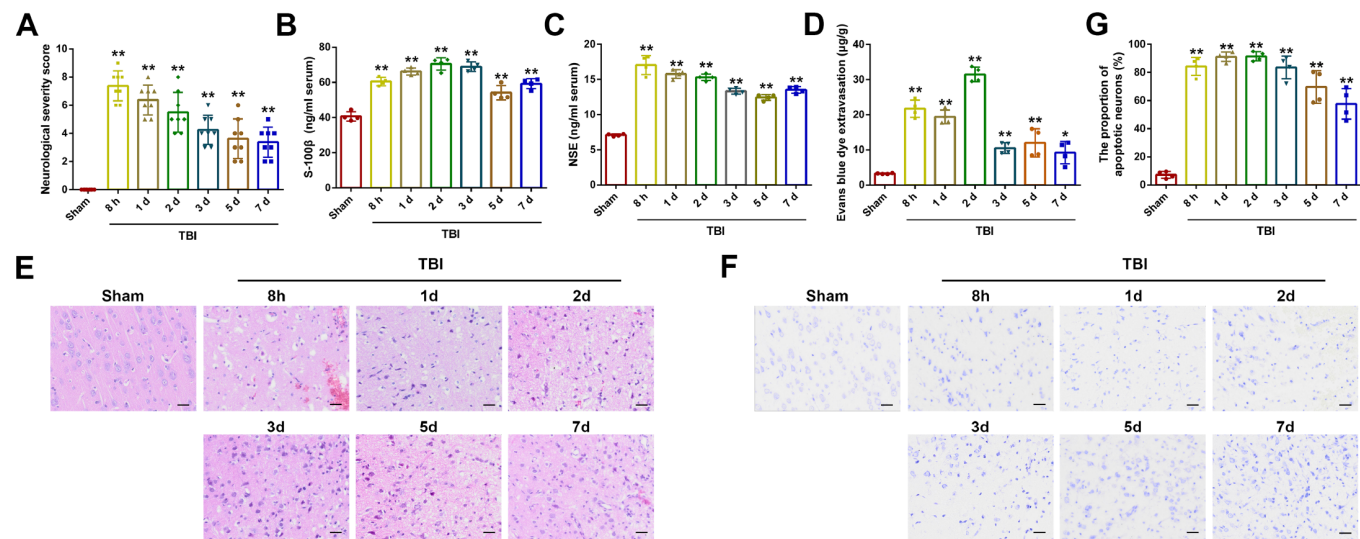 A
Neurological severity score
10
8
6
4
2
0
**
**
**
**
**
**
Sham
8 h
1 d
2 d
3 d
5 d
7 d
TBI
B
S-100β (ng/ml serum)
80
60
40
20
0
**
**
**
**
**
**
Sham
8 h
1 d
2 d
3 d
5 d
7 d
TBI
C
NSE (ng/ml serm)
20
15
10
5
0
**
**
**
**
**
**
Sham
8 h
1 d
2 d
3 d
5 d
7 d
TBI
D
Evans blue dye extravasation (μg/g)
40
30
20
10
0
**
**
**
**
**
*
Sham
8 h
1 d
2 d
3 d
5 d
7 d
TBI
G
The proportion of
apoptotic neurons (%)
100
80
60
40
20
0
**
**
**
**
**
**
Sham
8 h
1 d
2 d
3 d
5 d
7 d
TBI
E
TBI
Sham
8h
1d
2d
3d
5d
7d
F
TBI
Sham
8h
1d
2d
3d
5d
7d